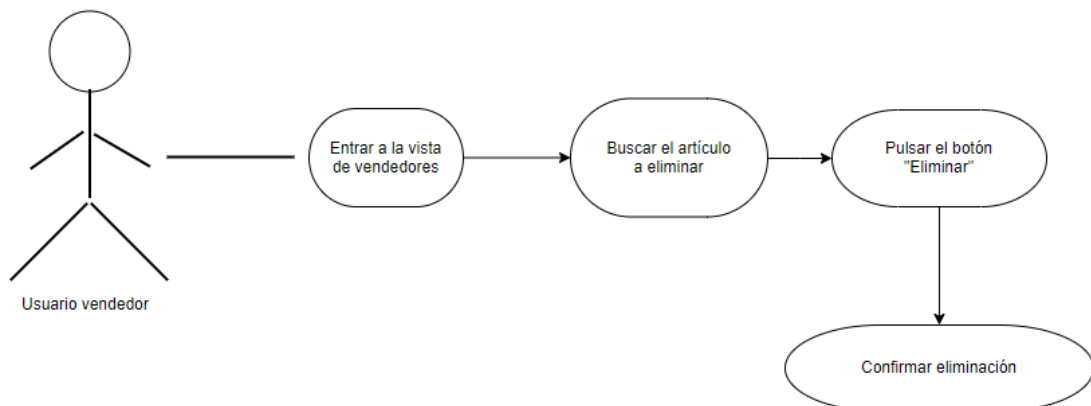 Entrar a la vista
de vendedores
Buscar el artículo
a eliminar
Pulsar el botón
"Eliminar"
Usuario vendedor
Confirmar eliminación